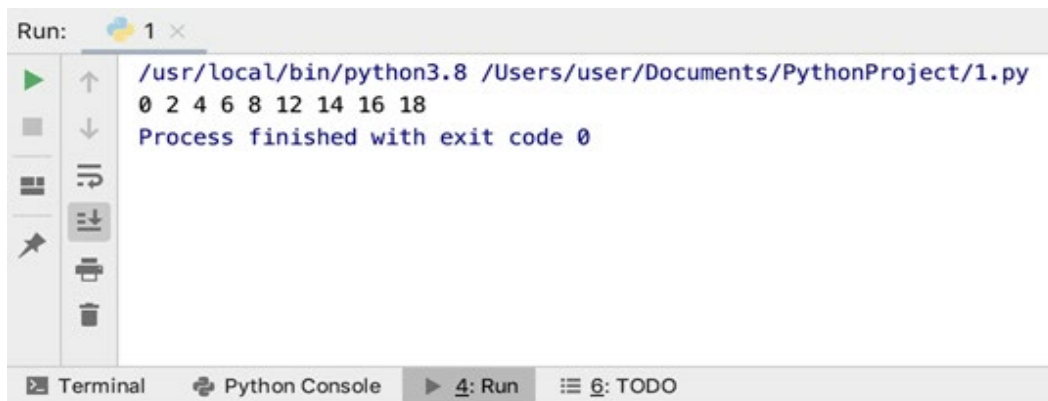 Run: 1
/usr/local/bin/python3.8 /Users/user/Documents/PythonProject/1.py
0 2 4 6 8 12 14 16 18
Process finished with exit code 0
Terminal Python Console 4: Run 6: TODO